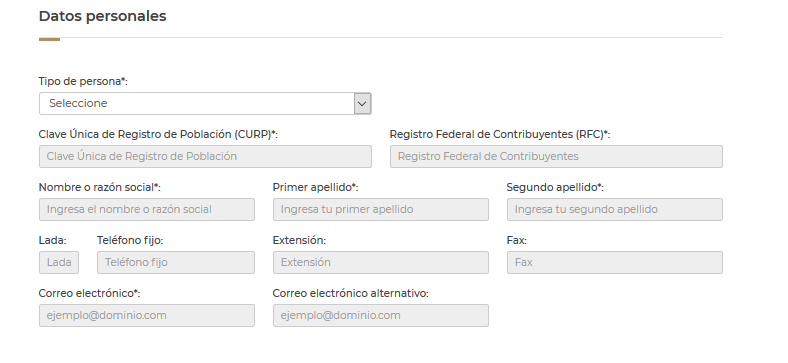 Datos personales
Tipo de persona*:
Seleccione
Clave Única de Registro de Población (CURP)*: Registro Federal de Contribuyentes (RFC)*:
Clave Única de Registro de Población Registro Federal de Contribuyentes
Nombre o razón social*: Primer apellido*: Segundo apellido*:
Ingresa el nombre o razón social Ingresa tu primer apellido Ingresa tu segundo apellido
Lada: Teléfono fijo: Extensión: Fax:
Lada Teléfono fijo Extensión Fax
Correo electrónico*: Correo electrónico alternativo:
ejemplo@dominio.com ejemplo@dominio.com